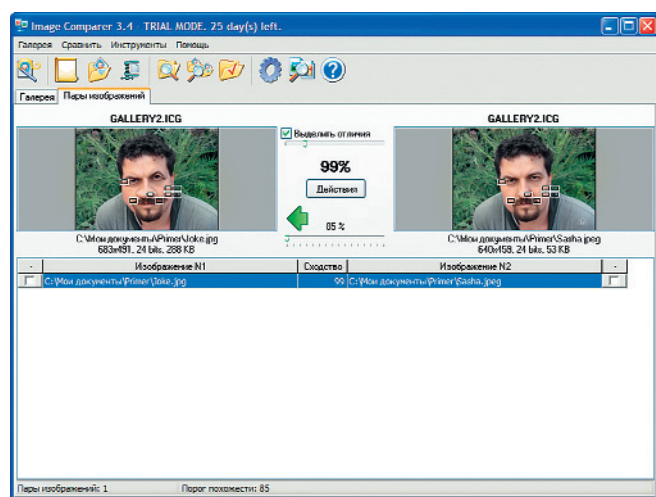 Image Comparer 3.4 - TRIAL MODE. 25 day(s) left.
Галерея Сравнить Инструменты Помощь
Галерея Пары изображений
GALLERY2.ICG
GALLERY2.ICG
Выделить отличия
99%
Действия
85 %
C:\Мои документы\Primer\Joke.jpg
683x491, 24 bits, 288 KB
C:\Мои документы\Primer\Sasha.jpeg
640x459, 24 bits, 53 KB
- Изображение N1 Сходство Изображение N2 -
C:\Мои документы\Primer\Joke.jpg 99 C:\Мои документы\Primer\Sasha.jpeg
Пары изображений: 1 Порог похожести: 85